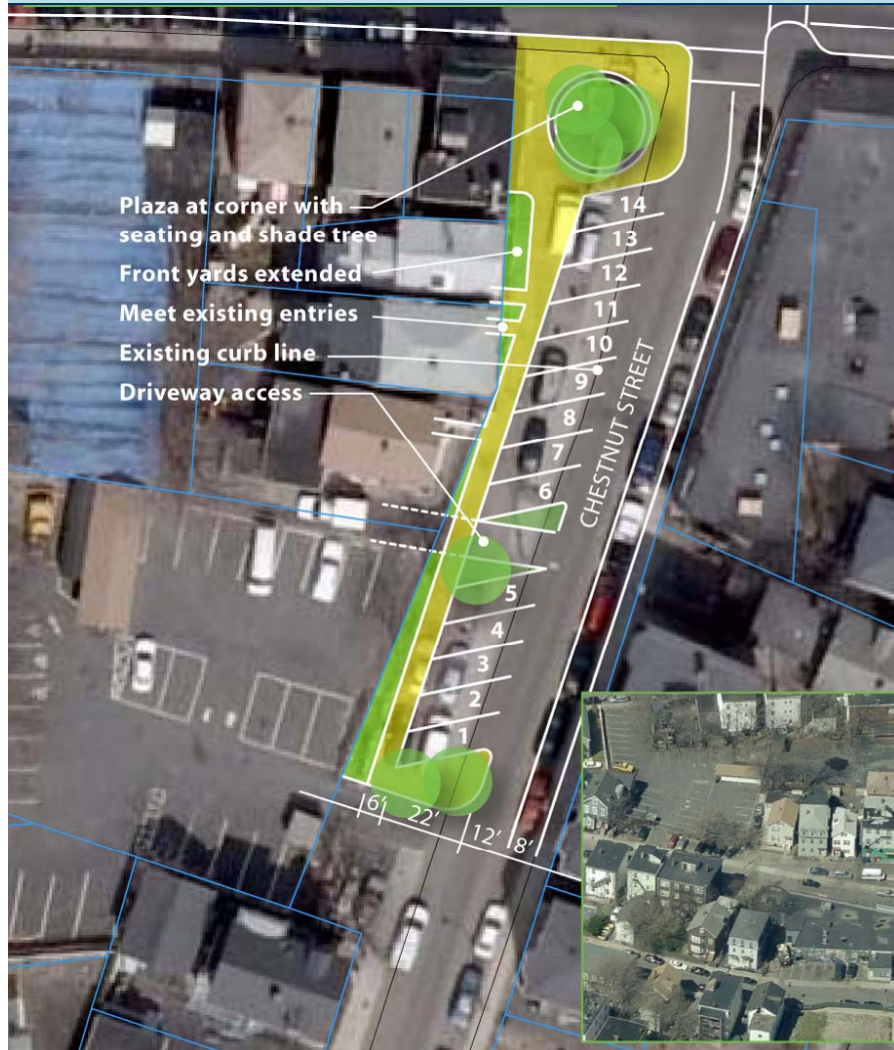 Plaza at corner with
seating and shade tree
Front yards extended
Meet existing entries
Existing curb line
Driveway access
14
13
12
11
10
9
8
7
6
5
4
3
2
1
CHESTNUT STREET
6'
22'
12'
8'